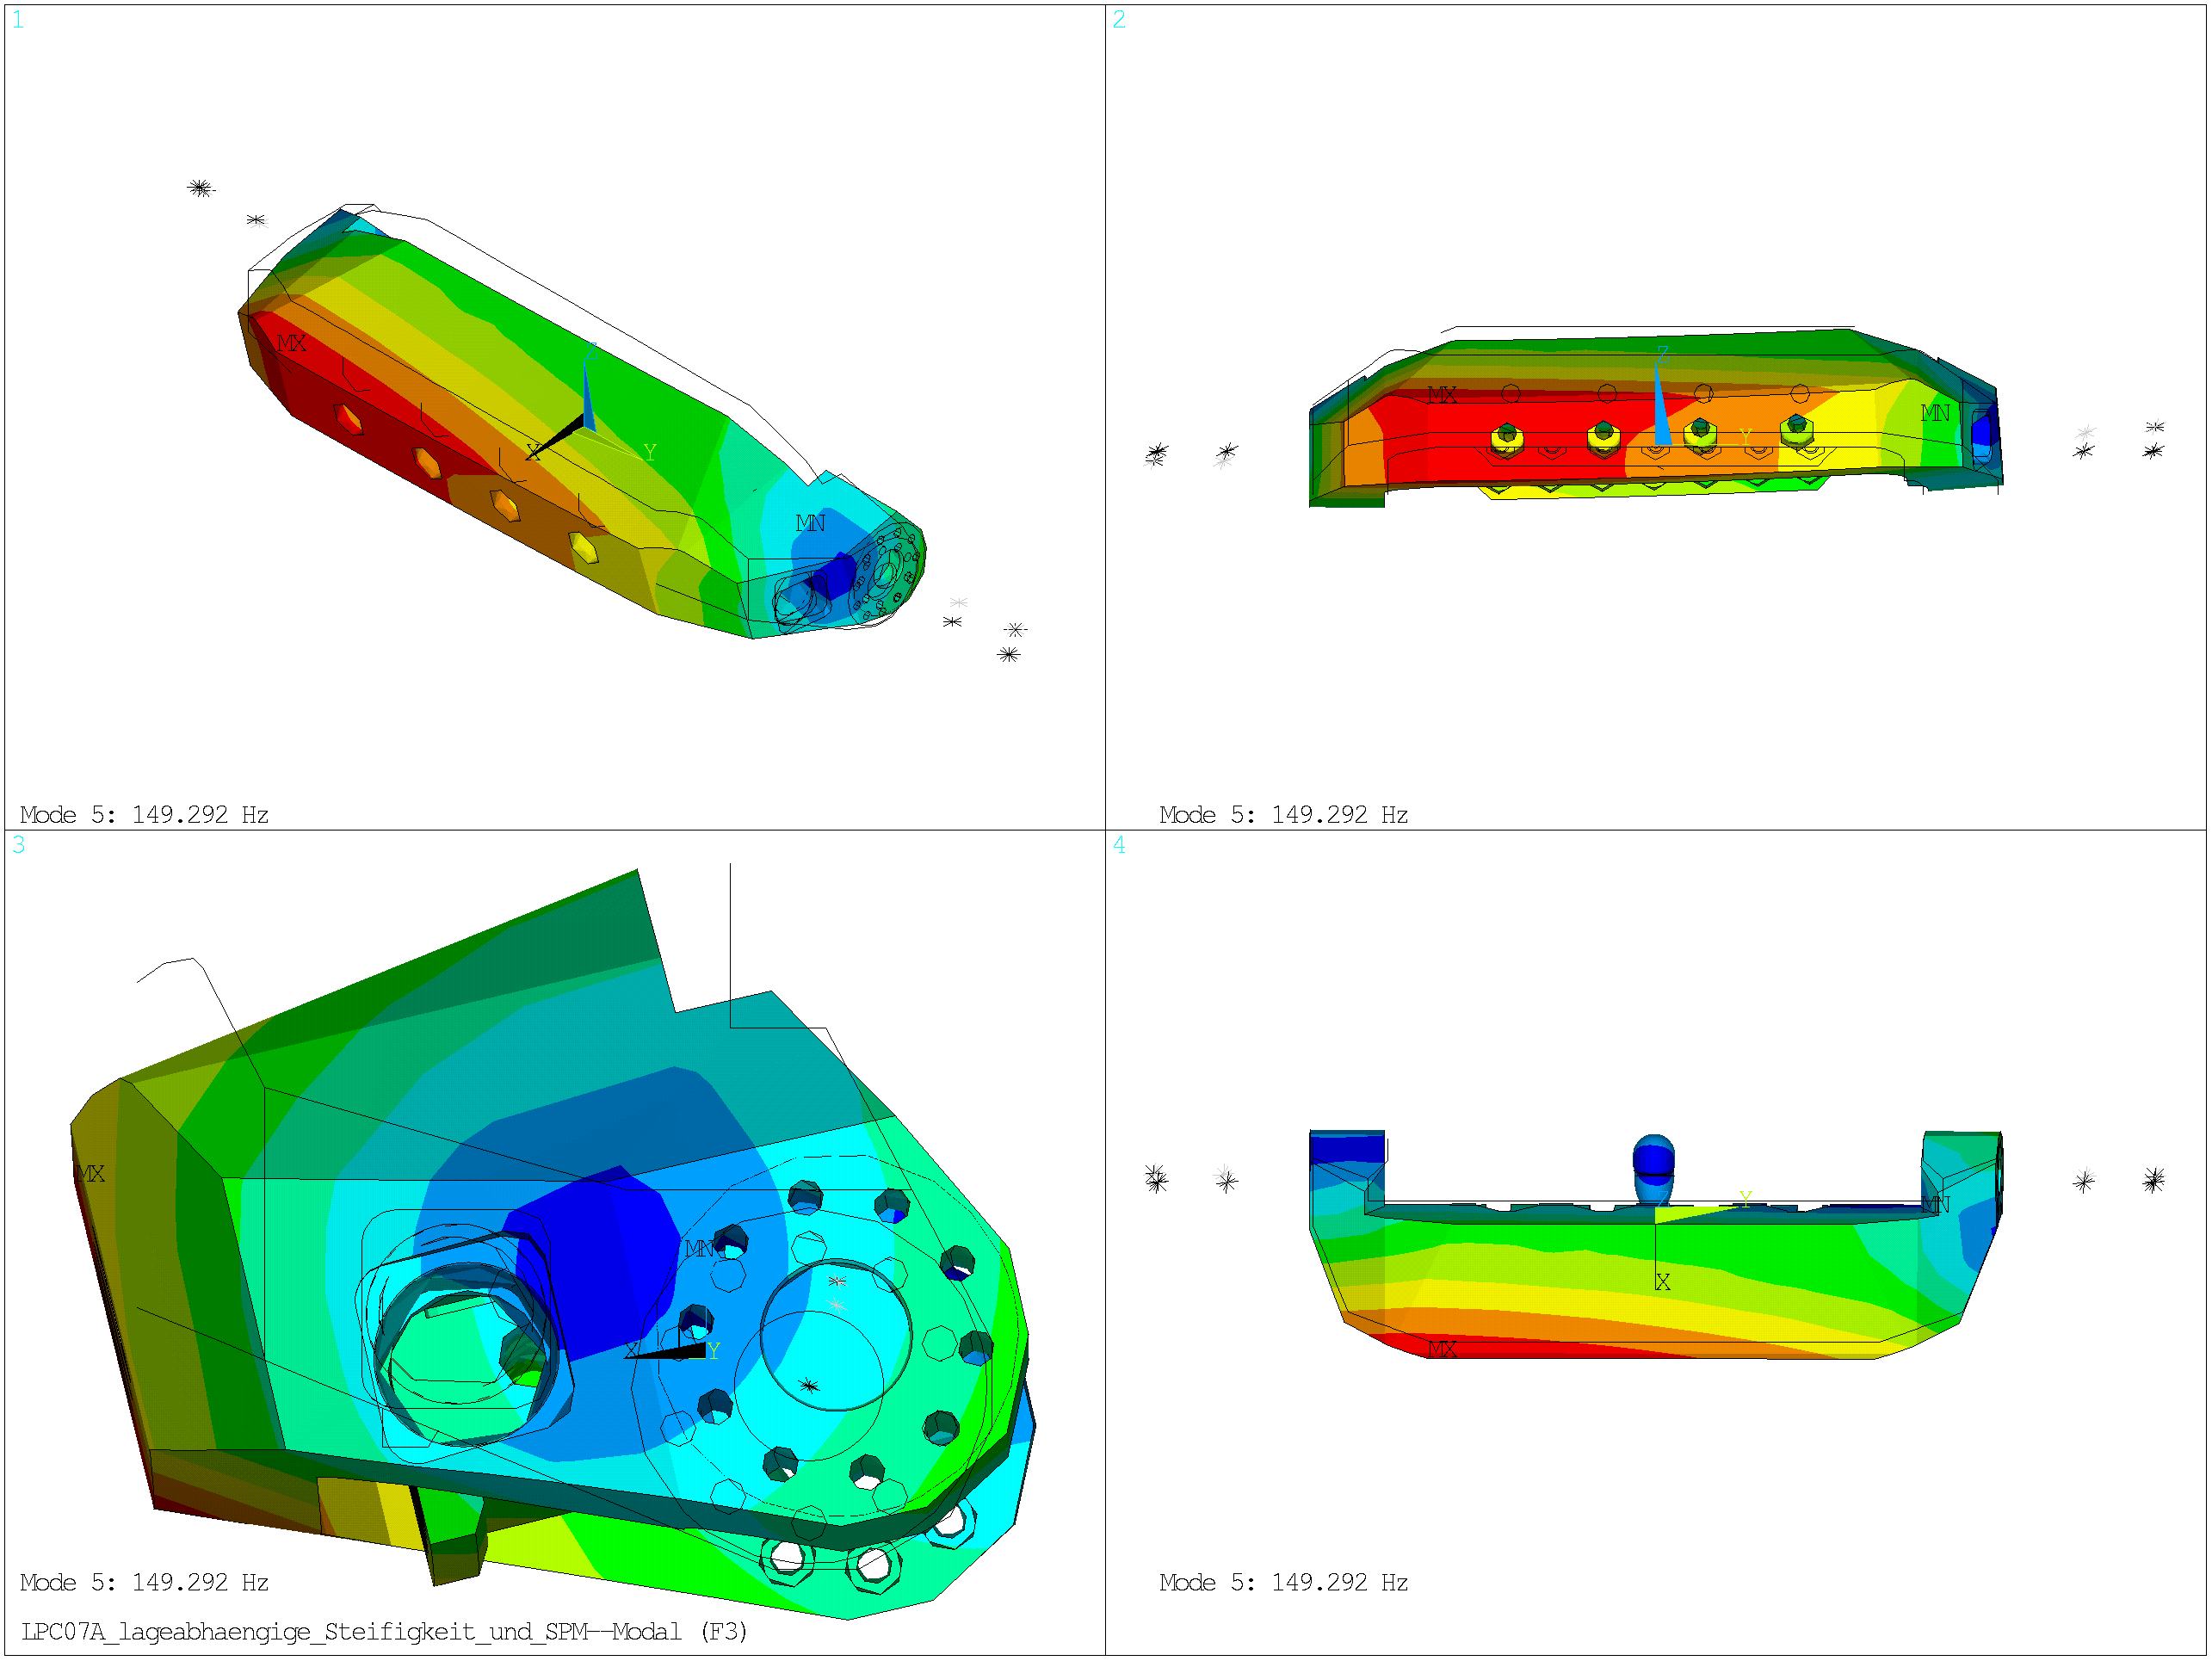 1
MX
Z
X
Y
MN
Mode 5: 149.292 Hz
2
MX
Z
Y
MN
Mode 5: 149.292 Hz
3
MX
MN
X
Y
Mode 5: 149.292 Hz
LPC07A_lageabhaengige_Steifigkeit_und_SPM--Modal (F3)
4
Y
MN
X
MX
Mode 5: 149.292 Hz